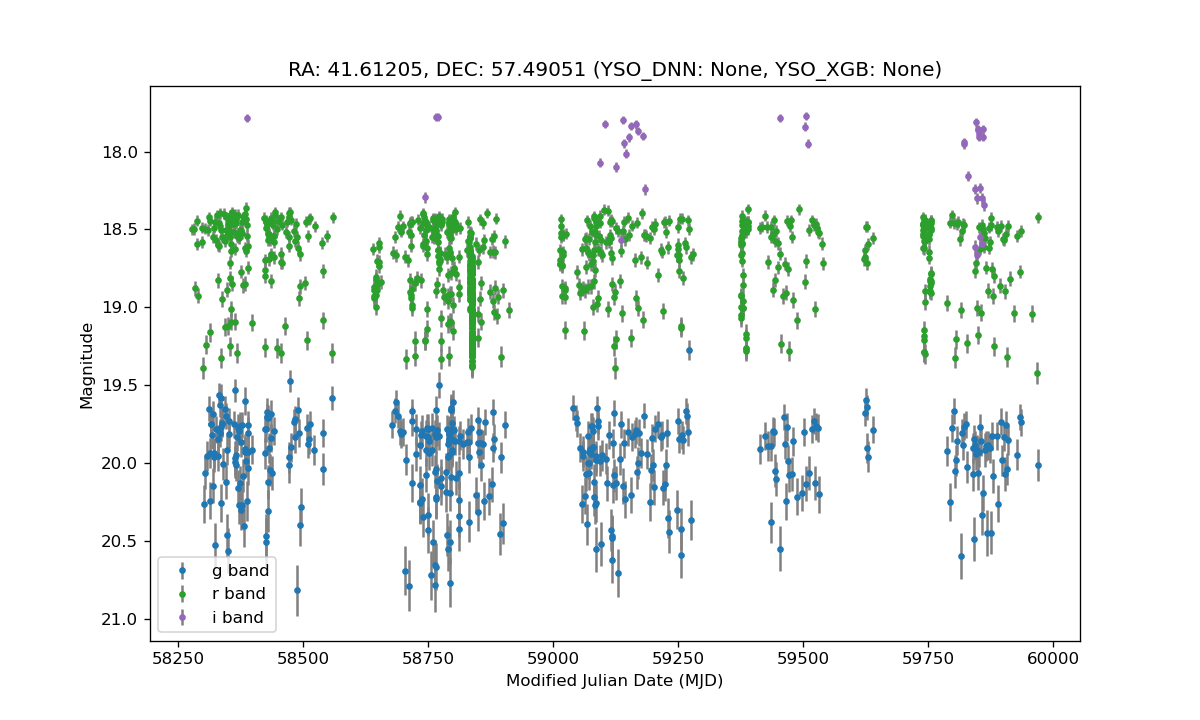 RA: 41.61205, DEC: 57.49051 (YSO_DNN: None, YSO_XGB: None)
18.0
18.5
19.0
19.5
20.0
20.5
21.0
Magnitude
g band
r band
i band
58250
58500
58750
59000
59250
59500
59750
60000
Modified Julian Date (MJD)